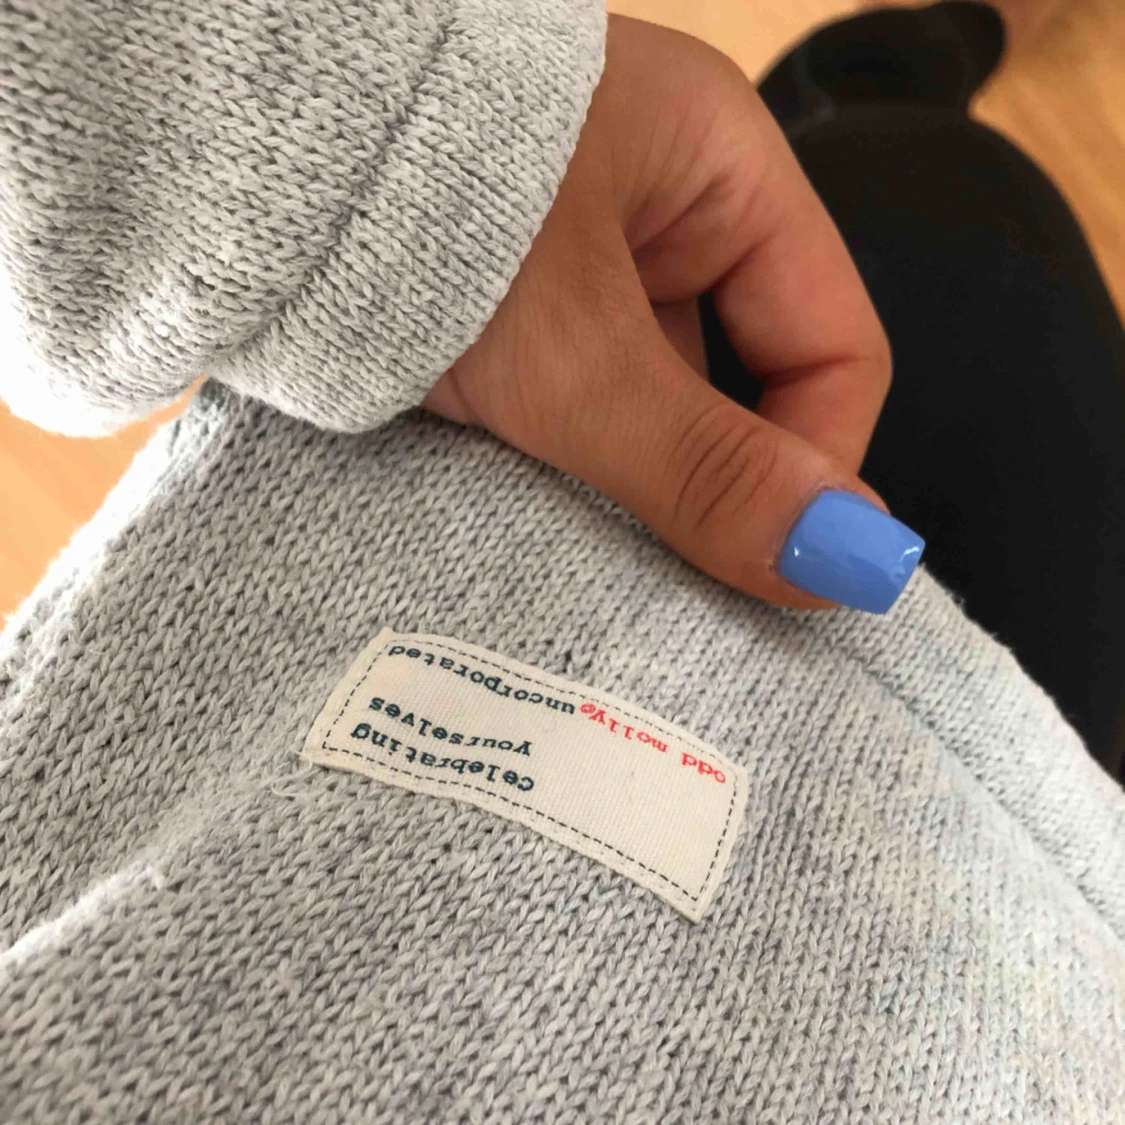 celebrating
yourselves
odd molly® uncorporated